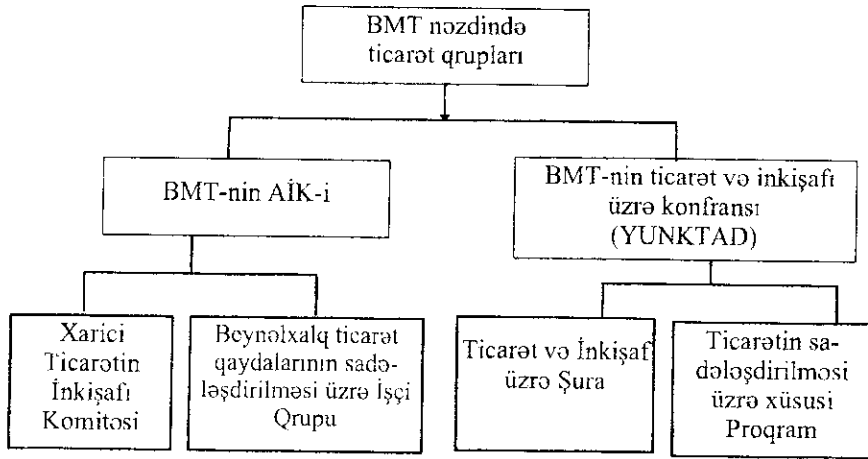 BMT nəzdində
ticarət qrupları
BMT-nin AİK-i
BMT-nin ticarət və inkişafı
üzrə konfransı
(YUNKTAD)
Xarici
Ticarətin
İnkişafı
Komitəsi
Beynəlxalq ticarət
qaydalarının sadə-
ləşdirilməsi üzrə İşçi
Qrupu
Ticarət və İnkişaf
üzrə Şura
Ticarətin sa-
dələşdirilməsi
üzrə xüsusi
Proqram